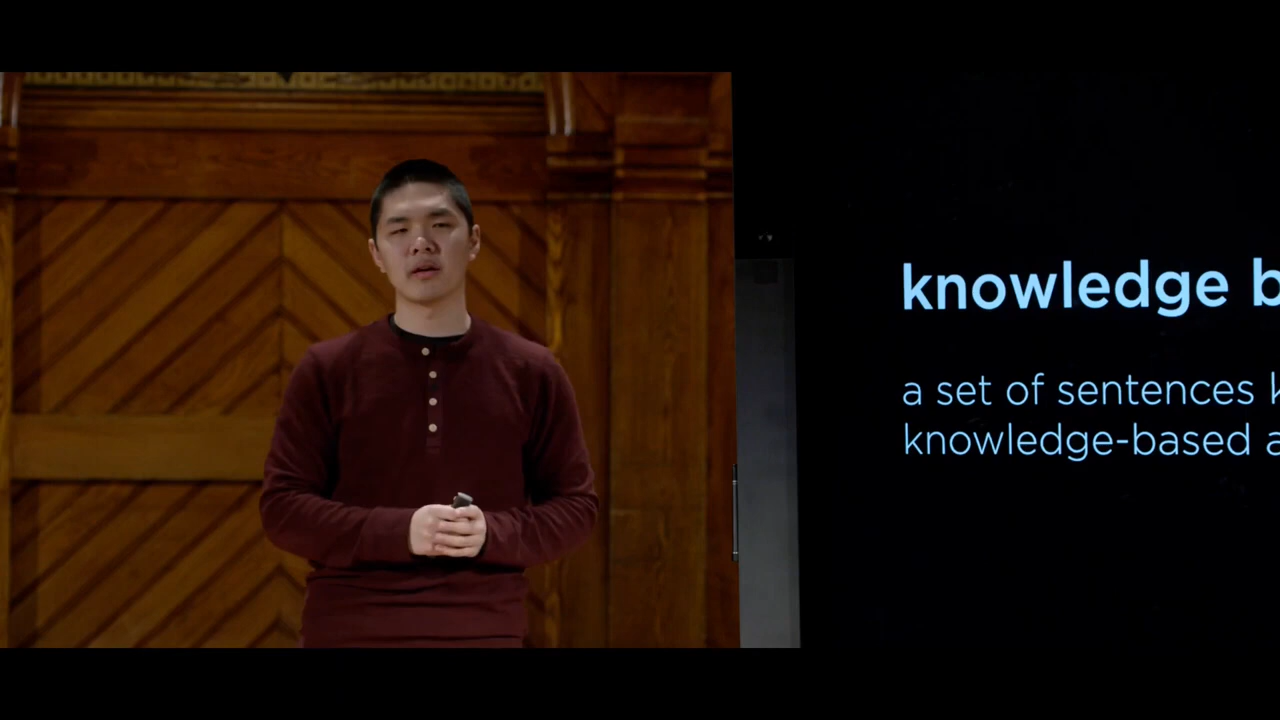 knowledge b
a set of sentences k
knowledge-based a